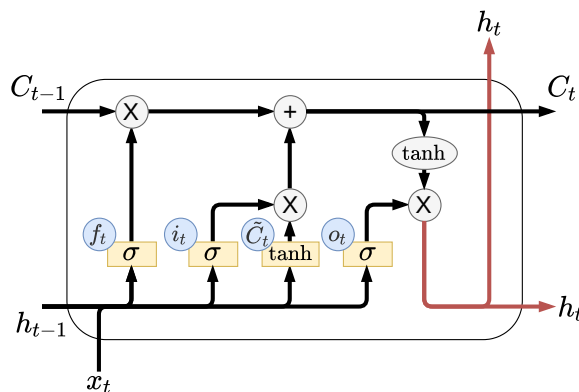 h_t
C_{t-1}
C_t
X
+
tanh
X
X
f_t
i_t
C̃_t
o_t
σ
σ
tanh
σ
h_{t-1}
h_t
x_t